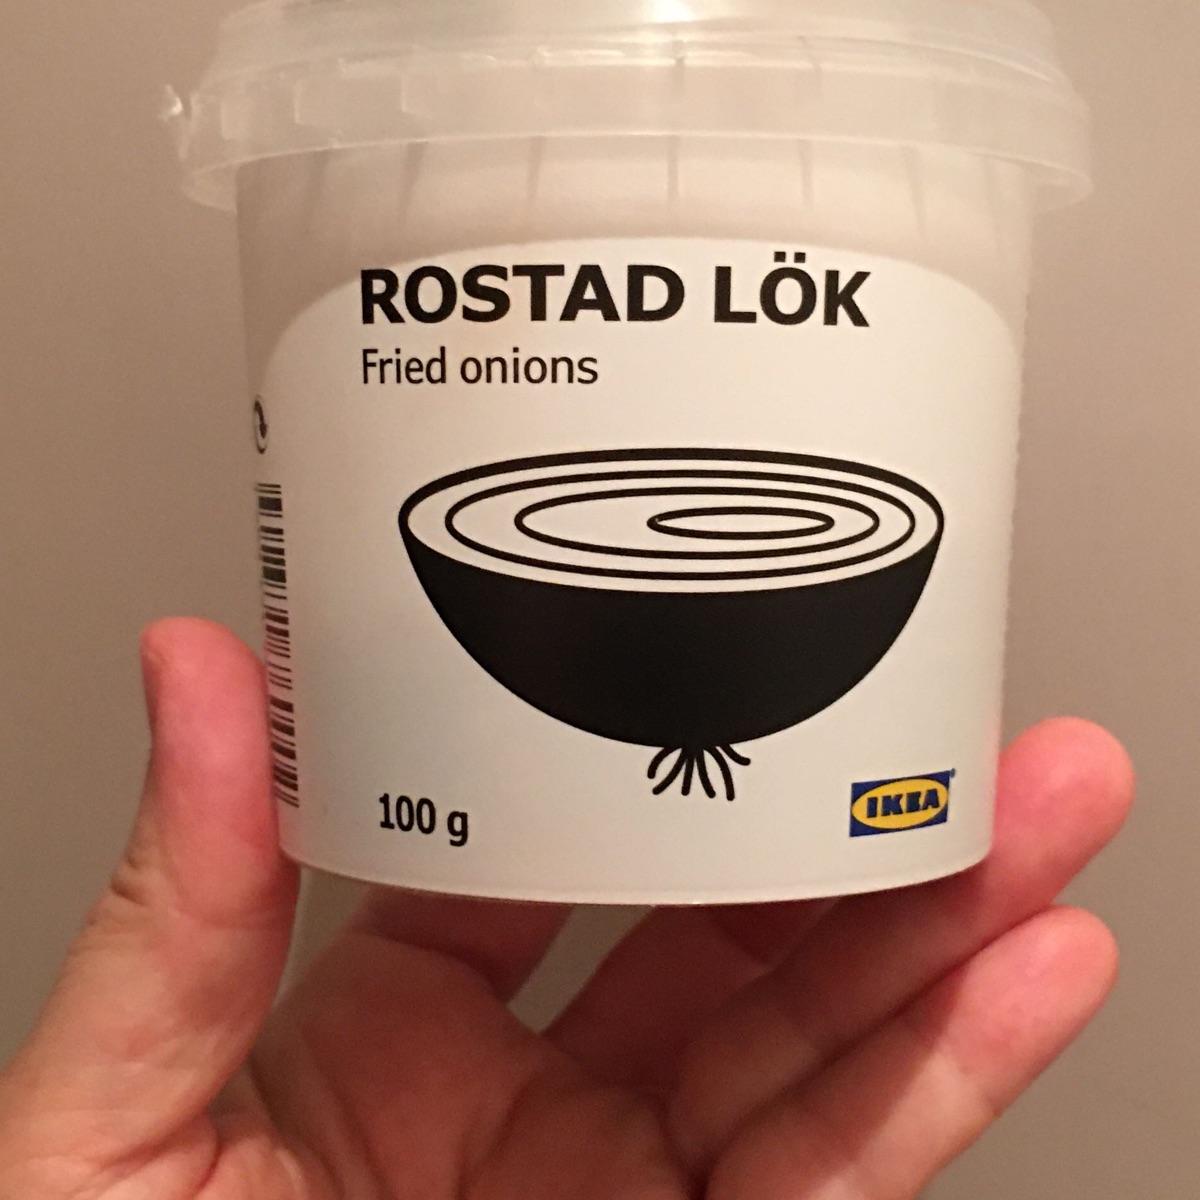 ROSTAD LÖK
Fried onions
100 g
IKEA